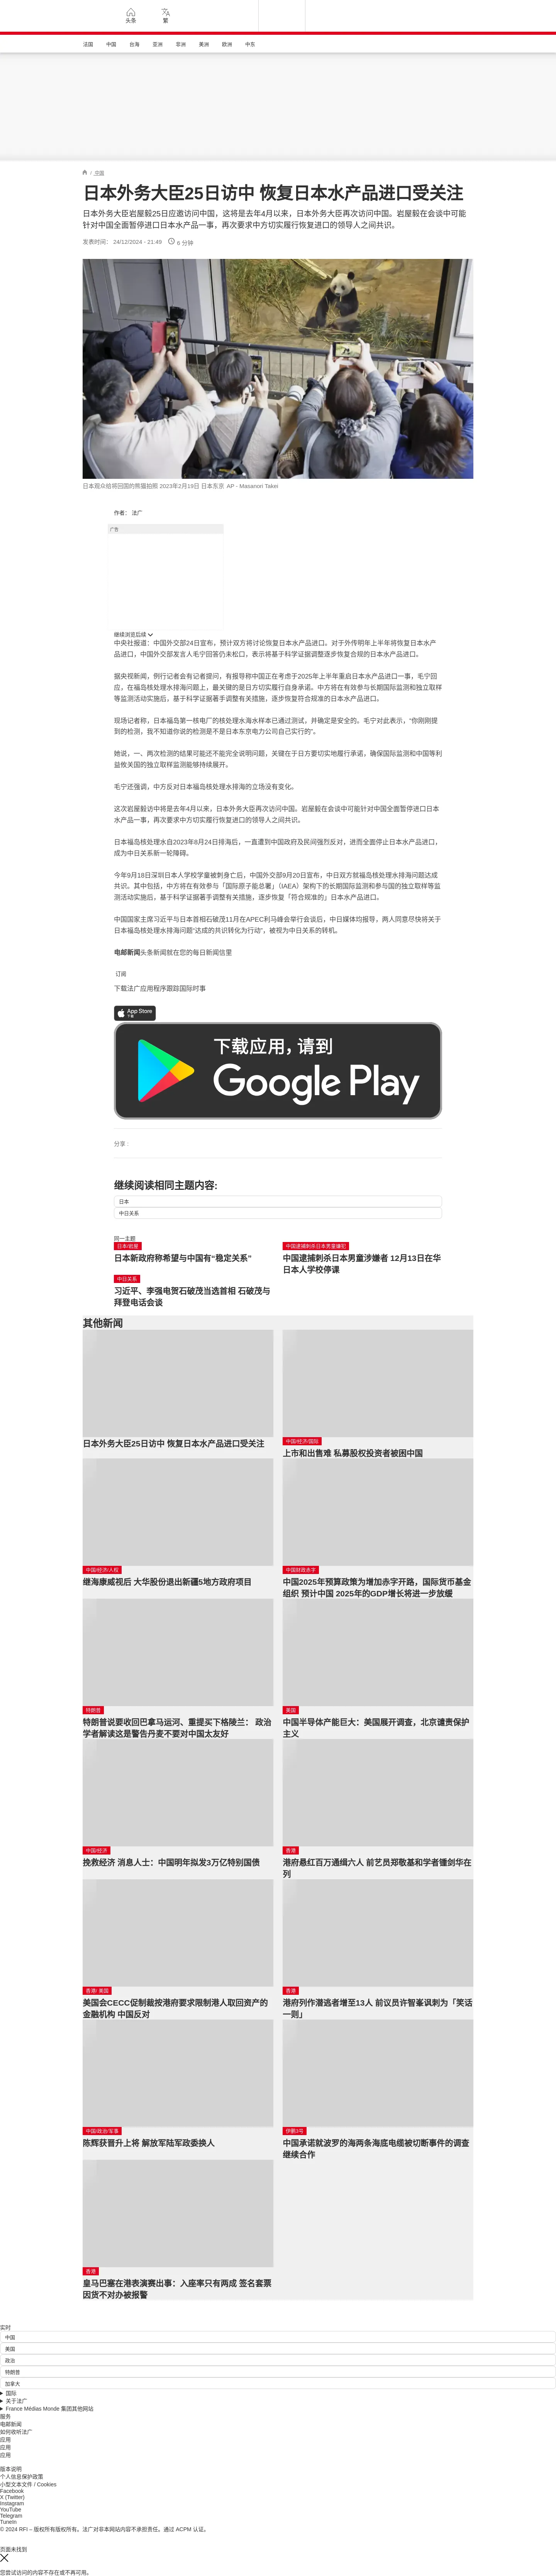 头条
繁
法国
中国
台海
亚洲
非洲
美洲
欧洲
中东
/ 中国
日本外务大臣25日访中 恢复日本水产品进口受关注
日本外务大臣岩屋毅25日应邀访问中国，这将是去年4月以来，日本外务大臣再次访问中国。岩屋毅在会谈中可能
针对中国全面暂停进口日本水产品一事，再次要求中方切实履行恢复进口的领导人之间共识。
发表时间： 24/12/2024 - 21:49 6 分钟
日本观众给将回国的熊猫拍照 2023年2月19日 日本东京 AP - Masanori Takei
作者： 法广
广告
继续浏览后续
中央社报道：中国外交部24日宣布，预计双方将讨论恢复日本水产品进口。对于外传明年上半年将恢复日本水产
品进口，中国外交部发言人毛宁回答仍未松口，表示将基于科学证据调整逐步恢复合规的日本水产品进口。
据央视新闻，例行记者会有记者提问，有报导称中国正在考虑于2025年上半年重启日本水产品进口一事，毛宁回
应，在福岛核处理水排海问题上，最关键的是日方切实履行自身承诺。中方将在有效参与长期国际监测和独立取样
等监测活动实施后，基于科学证据著手调整有关措施，逐步恢复符合规准的日本水产品进口。
现场记者称，日本福岛第一核电厂的核处理水海水样本已通过测试，并确定是安全的。毛宁对此表示，“你刚刚提
到的检测，我不知道你说的检测是不是日本东京电力公司自己实行的”。
她说，一、两次检测的结果可能还不能完全说明问题，关键在于日方要切实地履行承诺，确保国际监测和中国等利
益攸关国的独立取样监测能够持续展开。
毛宁还强调，中方反对日本福岛核处理水排海的立场没有变化。
这次岩屋毅访中将是去年4月以来，日本外务大臣再次访问中国。岩屋毅在会谈中可能针对中国全面暂停进口日本
水产品一事，再次要求中方切实履行恢复进口的领导人之间共识。
日本福岛核处理水自2023年8月24日排海后，一直遭到中国政府及民间强烈反对，进而全面停止日本水产品进口，
成为中日关系新一轮障碍。
今年9月18日深圳日本人学校学童被刺身亡后，中国外交部9月20日宣布，中日双方就福岛核处理水排海问题达成
共识。其中包括，中方将在有效参与「国际原子能总署」（IAEA）架构下的长期国际监测和参与国的独立取样等监
测活动实施后，基于科学证据著手调整有关措施，逐步恢复「符合规准的」日本水产品进口。
中国国家主席习近平与日本首相石破茂11月在APEC利马峰会举行会谈后，中日媒体均报导，两人同意尽快将关于
日本福岛核处理水排海问题“达成的共识转化为行动”，被视为中日关系的转机。
电邮新闻头条新闻就在您的每日新闻信里
订阅
下载法广应用程序跟踪国际时事
App Store
下载
下载应用，请到
Google Play
分享 :
继续阅读相同主题内容:
日本
中日关系
同一主题
日本/岩屋
日本新政府称希望与中国有“稳定关系”
中国逮捕刺杀日本男童嫌犯
中国逮捕刺杀日本男童涉嫌者 12月13日在华
日本人学校停课
中日关系
习近平、李强电贺石破茂当选首相 石破茂与
拜登电话会谈
其他新闻
日本外务大臣25日访中 恢复日本水产品进口受关注
中国/经济/国际
上市和出售难 私募股权投资者被困中国
中国/经济/人权
继海康威视后 大华股份退出新疆5地方政府项目
中国财政赤字
中国2025年预算政策为增加赤字开路，国际货币基金
组织 预计中国 2025年的GDP增长将进一步放缓
特朗普
特朗普说要收回巴拿马运河、重提买下格陵兰： 政治
学者解读这是警告丹麦不要对中国太友好
美国
中国半导体产能巨大：美国展开调查，北京谴责保护
主义
中国/经济
挽救经济 消息人士：中国明年拟发3万亿特别国债
香港
港府悬红百万通缉六人 前艺员郑敬基和学者锺剑华在
列
香港/ 美国
美国会CECC促制裁按港府要求限制港人取回资产的
金融机构 中国反对
香港
港府列作潜逃者增至13人 前议员许智峯讽刺为「笑话
一则」
中国/政治/军事
陈辉获晋升上将 解放军陆军政委换人
伊鹏3号
中国承诺就波罗的海两条海底电缆被切断事件的调查
继续合作
香港
皇马巴塞在港表演赛出事：入座率只有两成 签名套票
因货不对办被报警
实时
中国
美国
政治
特朗普
加拿大
国际
关于法广
France Médias Monde 集团其他网站
服务
电邮新闻
如何收听法广
应用
应用
应用
版本说明
个人信息保护政策
小型文本文件 / Cookies
Facebook
X (Twitter)
Instagram
YouTube
Telegram
TuneIn
© 2024 RFI – 版权所有版权所有。法广对非本网站内容不承担责任。通过 ACPM 认证。
页面未找到
您尝试访问的内容不存在或不再可用。